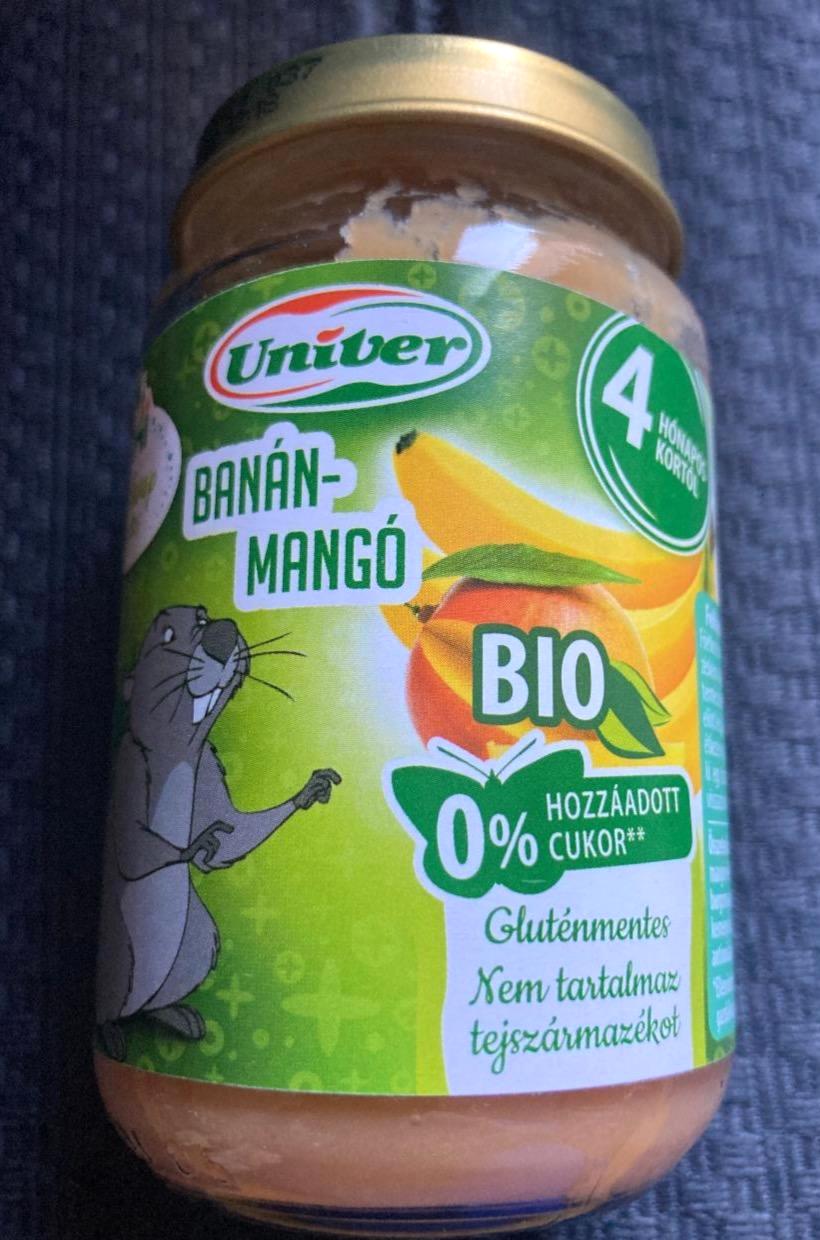 Univer
4
HÓNAPOS
KORTÓL
BANÁN-
MANGÓ
BIO
0% HOZZÁADOTT
CUKOR**
Gluténmentes
Nem tartalmaz
tejszármazékot